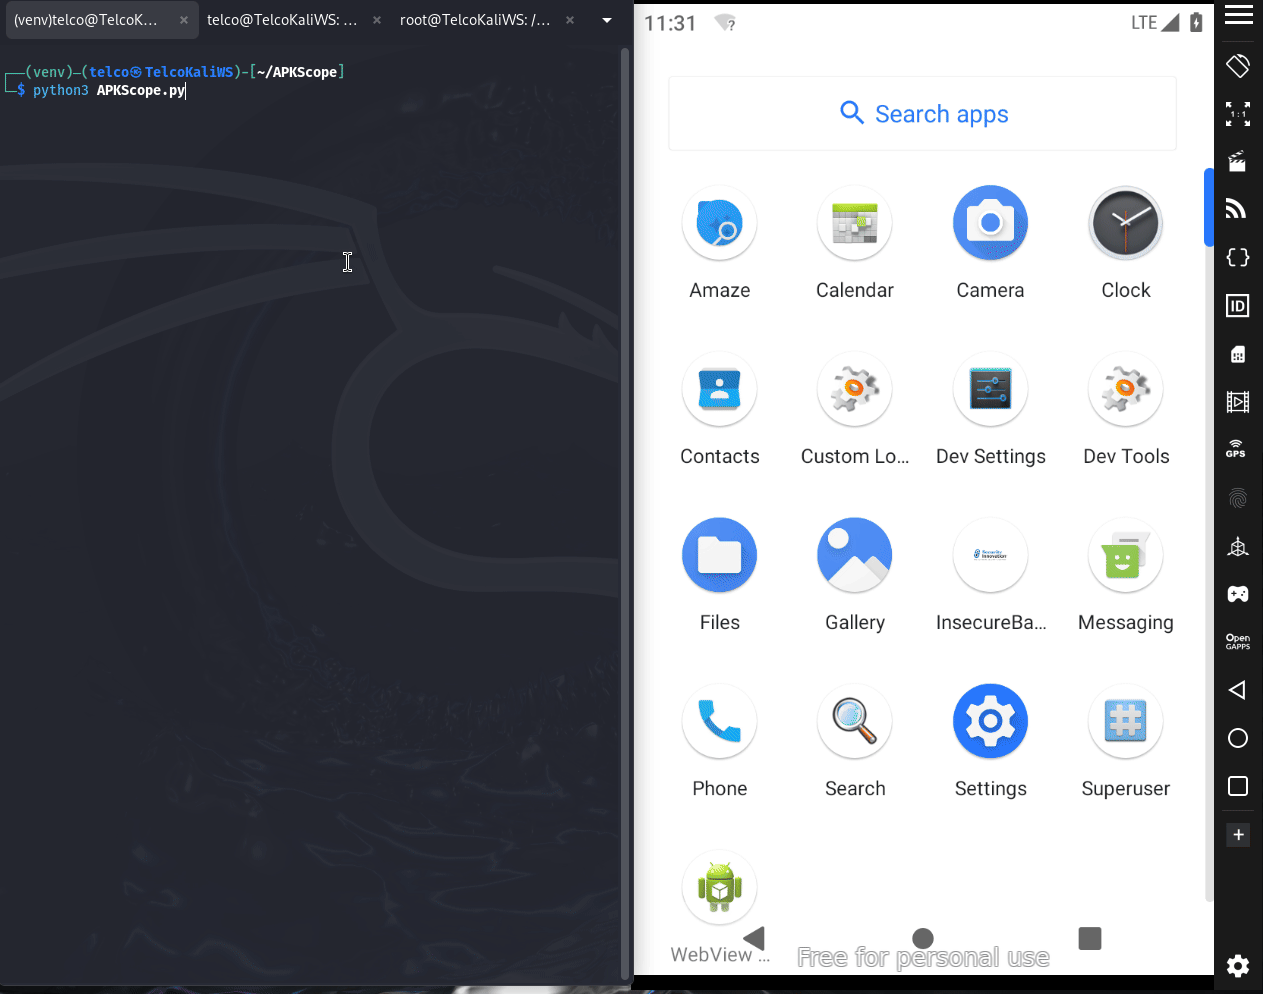 (venv)telco@TelcoK...
telco@TelcoKaliWS: ...
root@TelcoKaliWS: /...
(venv)-(telco㉿TelcoKaliWS)-[~/APKScope]
$ python3 APKScope.py
11:31
?
LTE
Search apps
Amaze
Calendar
Camera
Clock
Contacts
Custom Lo...
Dev Settings
Dev Tools
Files
Gallery
Security
Innovation
InsecureBa...
Messaging
Phone
Search
Settings
Superuser
WebView ...
Free for personal use
1:1
{}
ID
GPS
Open
GAPPS
+